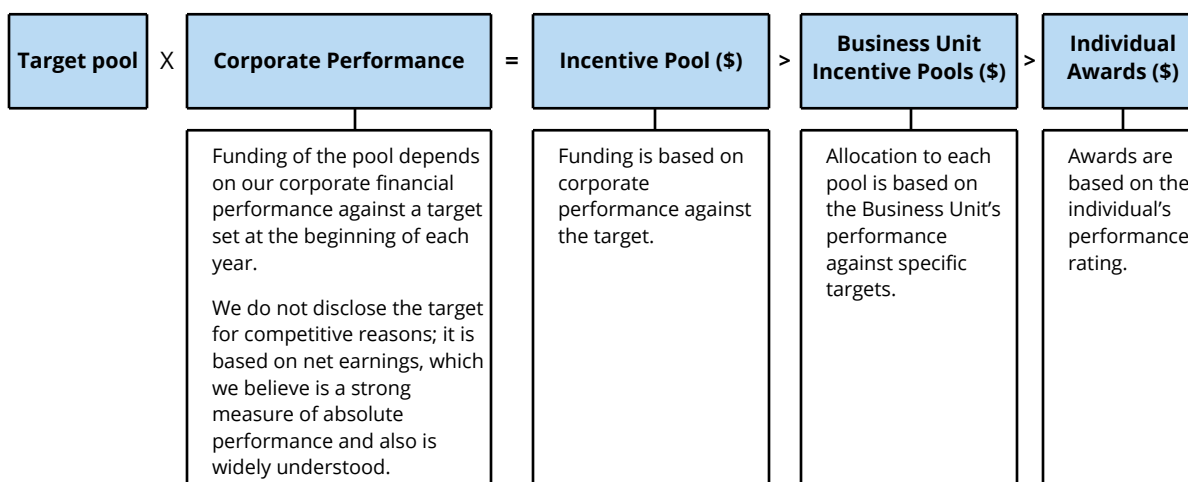 Target pool X Corporate Performance = Incentive Pool ($) > Business Unit
Incentive Pools ($) > Individual
Awards ($)
Funding of the pool depends
on our corporate financial
performance against a target
set at the beginning of each
year.
We do not disclose the target
for competitive reasons; it is
based on net earnings, which
we believe is a strong
measure of absolute
performance and also is
widely understood.
Funding is based on
corporate
performance against
the target.
Allocation to each
pool is based on
the Business Unit’s
performance
against specific
targets.
Awards are
based on the
individual’s
performance
rating.